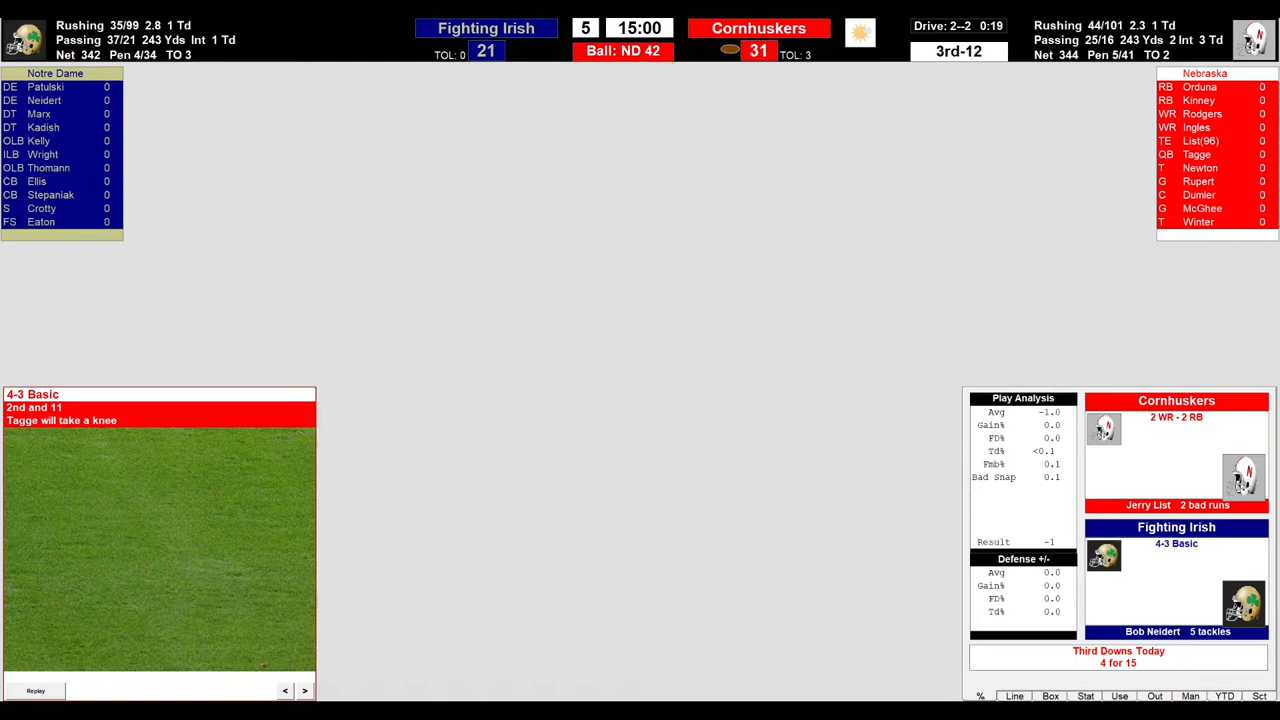 Rushing 35/99 2.8 1 Td
Passing 37/21 243 Yds Int 1 Td
Net 342 Pen 4/34 TO 3
Fighting Irish
TOL: 0 21
5 15:00
Ball: ND 42
Cornhuskers
31 TOL: 3
Drive: 2--2 0:19
3rd-12
Rushing 44/101 2.3 1 Td
Passing 25/16 243 Yds 2 Int 3 Td
Net 344 Pen 5/41 TO 2
N
Notre Dame
DE Patulski 0
DE Neidert 0
DT Marx 0
DT Kadish 0
OLB Kelly 0
ILB Wright 0
OLB Thomann 0
CB Ellis 0
CB Stepaniak 0
S Crotty 0
FS Eaton 0
Nebraska
RB Orduna 0
RB Kinney 0
WR Rodgers 0
WR Ingles 0
TE List(96) 0
QB Tagge 0
T Newton 0
G Rupert 0
C Dumler 0
G McGhee 0
T Winter 0
4-3 Basic
2nd and 11
Tagge will take a knee
Replay < >
Play Analysis
Avg -1.0
Gain% 0.0
FD% 0.0
Td% <0.1
Fmb% 0.1
Bad Snap 0.1
Result -1
Defense +/-
Avg 0.0
Gain% 0.0
FD% 0.0
Td% 0.0
Cornhuskers
2 WR - 2 RB
N
N
Jerry List 2 bad runs
Fighting Irish
4-3 Basic
Bob Neidert 5 tackles
Third Downs Today
4 for 15
% Line Box Stat Use Out Man YTD Sct